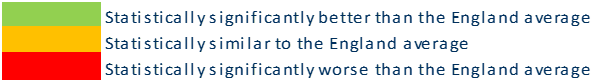 Statistically significantly better than the England average
Statistically similar to the England average
Statistically significantly worse than the England average